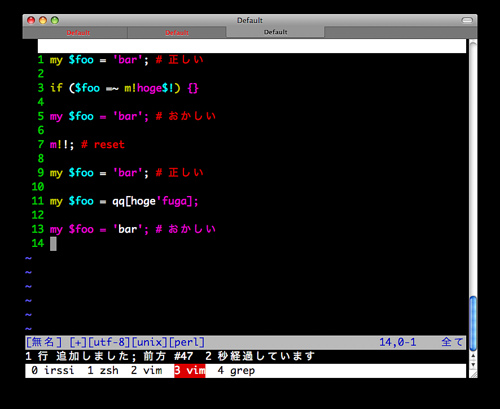 Default
Default Default Default
1 my $foo = 'bar'; # 正しい
2
3 if ($foo =~ m!hoge$!) {}
4
5 my $foo = 'bar'; # おかしい
6
7 m!!; # reset
8
9 my $foo = 'bar'; # 正しい
10
11 my $foo = qq[hoge'fuga];
12
13 my $foo = 'bar'; # おかしい
14
~
~
~
~
~
[無名] [+][utf-8][unix][perl] 14,0-1 全て
1 行 追加しました; 前方 #47 2 秒経過しています
0 irssi 1 zsh 2 vim 3 vim 4 grep